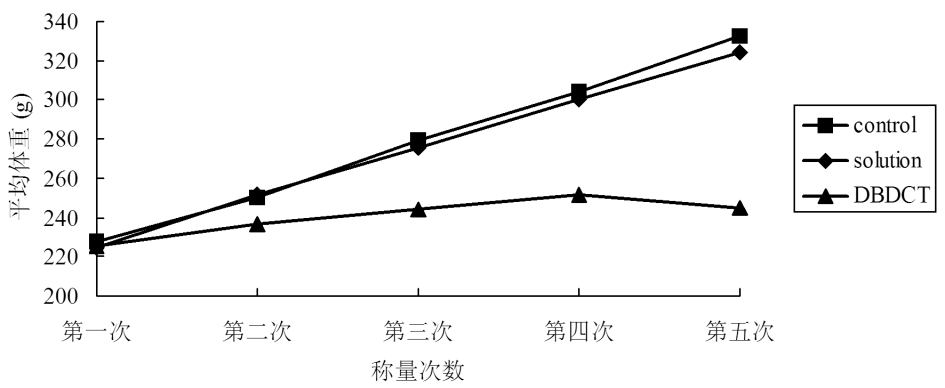 340
320
300
280
260
240
220
200
平均体重 (g)
第一次 第二次 第三次 第四次 第五次
称量次数
control
solution
DBDCT